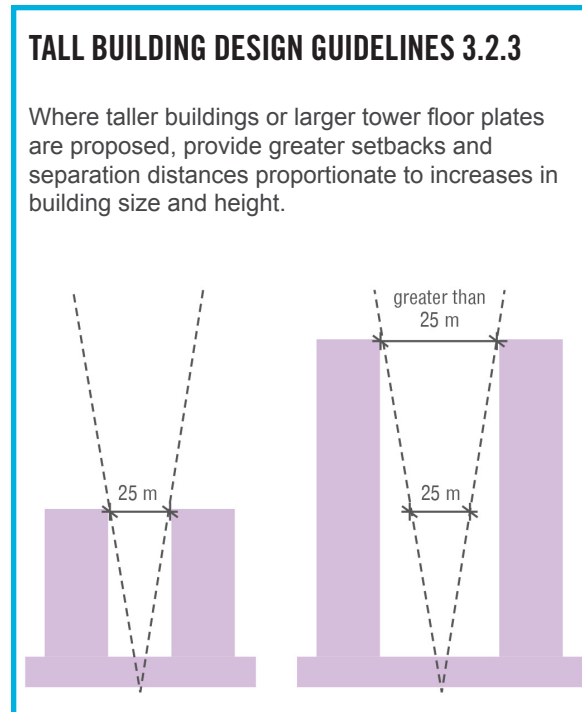 TALL BUILDING DESIGN GUIDELINES 3.2.3
Where taller buildings or larger tower floor plates
are proposed, provide greater setbacks and
separation distances proportionate to increases in
building size and height.
25 m
greater than
25 m
25 m